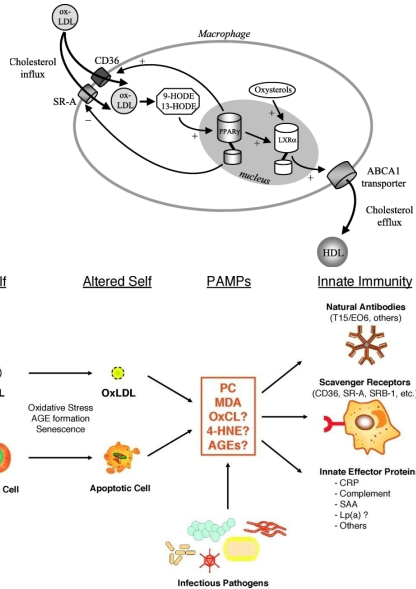 ox-
LDL
Macrophage
CD36
Cholesterol
influx
+
ox-
LDL
9-HODE
13-HODE
Oxysterols
SR-A
+
PPARγ
+
LXRα
−
+
+
nucleus
ABCA1
transporter
Cholesterol
efflux
HDL
lf
Altered Self
PAMPs
Innate Immunity
Natural Antibodies
(T15/EO6, others)
L
OxLDL
PC
MDA
OxCL?
4-HNE?
AGEs?
Scavenger Receptors
(CD36, SR-A, SRB-1, etc.
Oxidative Stress
AGE formation
Senescence
Cell
Apoptotic Cell
Innate Effector Protein
- CRP
- Complement
- SAA
- Lp(a) ?
- Others
Infectious Pathogens